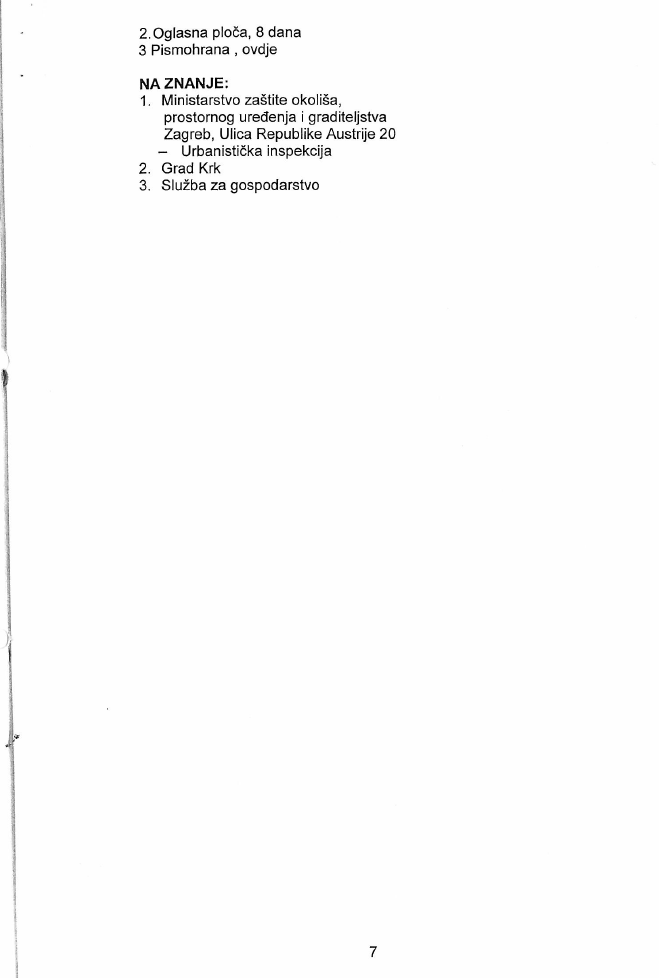 2.Oglasna ploča, 8 dana
3 Pismohrana , ovdje
NA ZNANJE:
1. Ministarstvo zaštite okoliša,
prostornog uređenja i graditeljstva
Zagreb, Ulica Republike Austrije 20
– Urbanistička inspekcija
2. Grad Krk
3. Služba za gospodarstvo
7